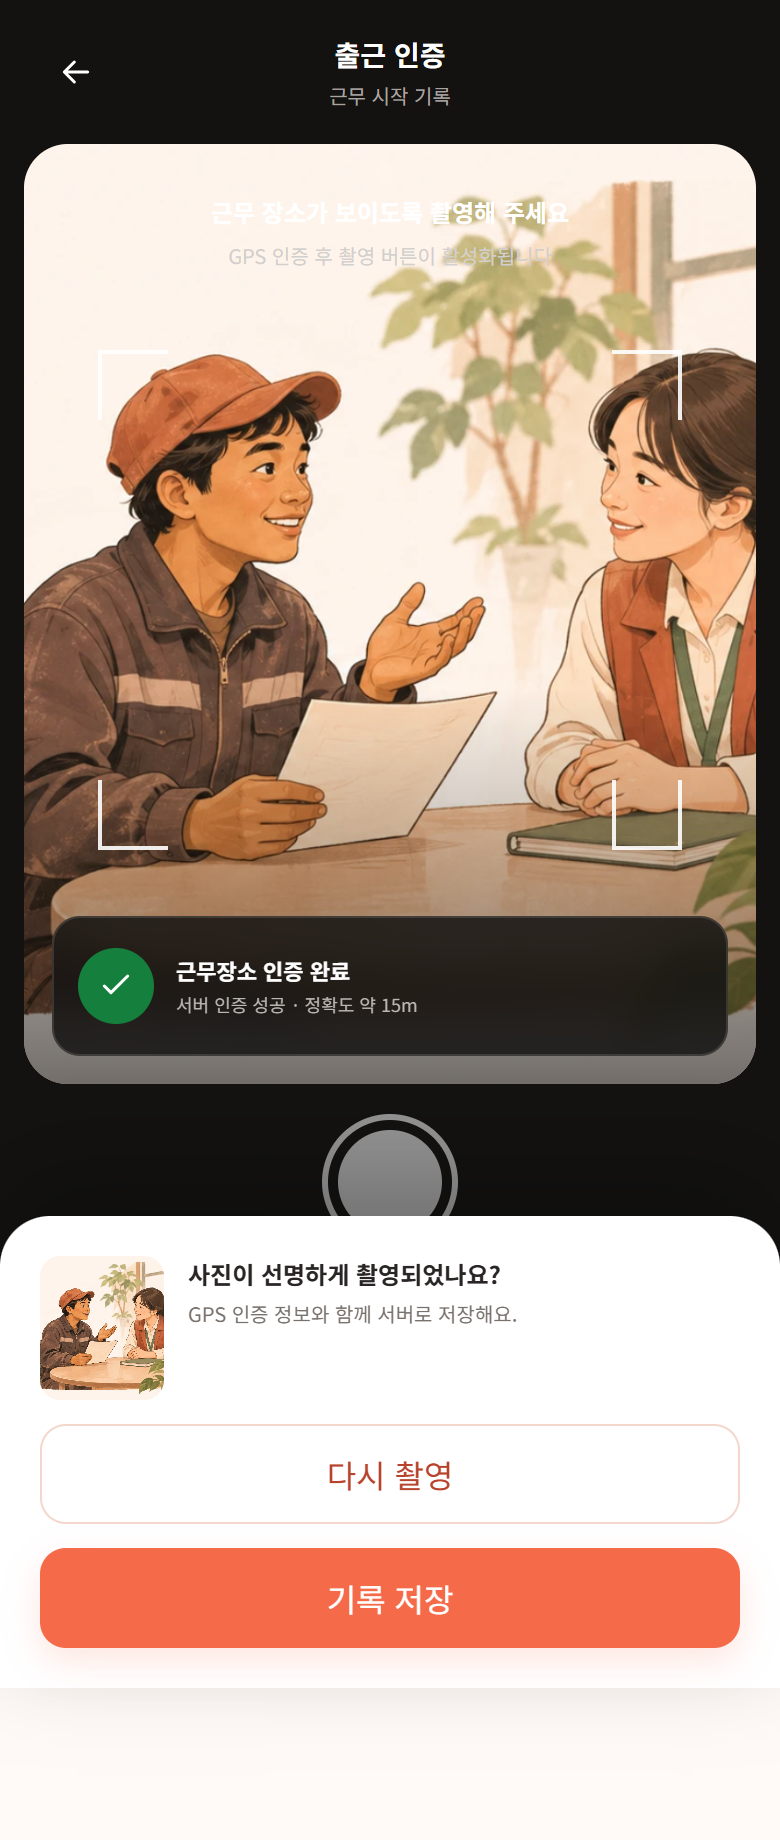 출근 인증
근무 시작 기록
근무 장소가 보이도록 촬영해 주세요
GPS 인증 후 촬영 버튼이 활성화됩니다
근무장소 인증 완료
서버 인증 성공 · 정확도 약 15m
사진이 선명하게 촬영되었나요?
GPS 인증 정보와 함께 서버로 저장해요.
다시 촬영
기록 저장